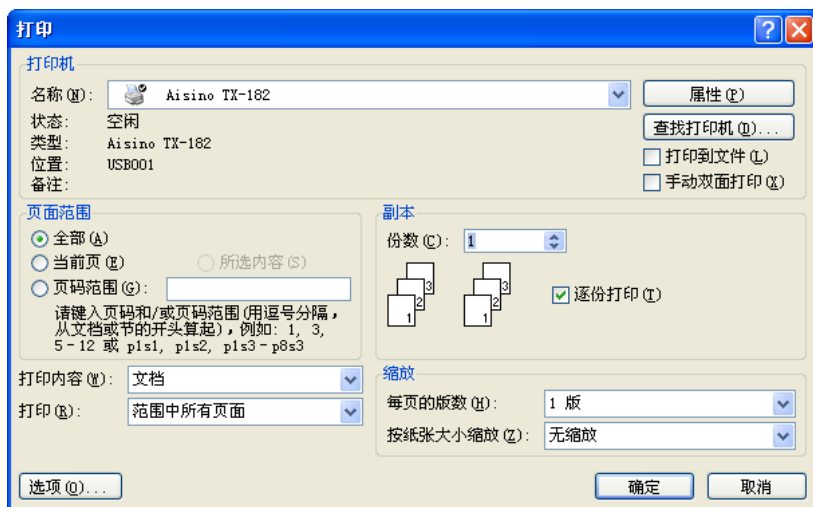 打印
打印机
名称(N): Aisino TX-182 属性(P)
状态: 空闲 查找打印机(D)...
类型: Aisino TX-182
位置: USB001 打印到文件(L)
备注: 手动双面打印(X)
页面范围 副本
全部(A) 份数(C): 1
当前页(E) 所选内容(S)
页码范围(G): 逐份打印(T)
请键入页码和/或页码范围(用逗号分隔，
从文档或节的开头算起)，例如: 1, 3,
5-12 或 p1s1, p1s2, p1s3-p8s3
3 3
2 2
1 1
打印内容(W): 文档 缩放
每页的版数(H): 1 版
打印(R): 范围中所有页面
按纸张大小缩放(Z): 无缩放
选项(O)... 确定 取消